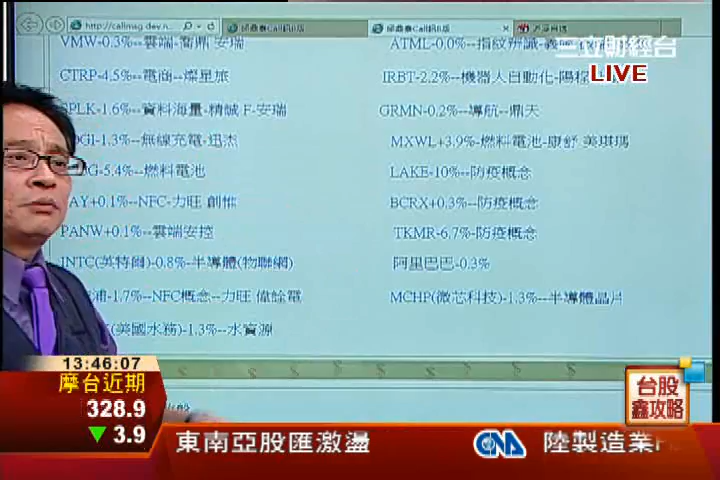 http://callmsg.dev.n...
VMW-0.3%--雲端-喬鼎 安瑞
ATML-0.0%--指紋辨識-義
三立財經台
LIVE
CTRP-4.5%--電商--燦星旅
IRBT-2.2%--機器人自動化-陽程
SPLK-1.6%--資料海量-精誠 F-安瑞
GRMN-0.2%--導航--鼎天
-1.3%--無線充電-迅杰
MXWL+3.9%-燃料電池-康舒 美琪瑪
-5.4%--燃料電池
LAKE-10%--防疫概念
AY+0.1%--NFC-力旺 創惟
BCRX+0.3%--防疫概念
PANW+0.1%--雲端安控
TKMR-6.7%-防疫概念
INTC(英特爾)-0.8%-半導體(物聯網)
阿里巴巴-0.3%
浦-1.7%--NFC概念--力旺 偉詮電
MCHP(微芯科技)-1.3%--半導體晶片
(美國水務)-1.3%--水資源
13:46:07
摩台近期
328.9
▼3.9
台股
鑫攻略
東南亞股匯激盪
CNA
陸製造業